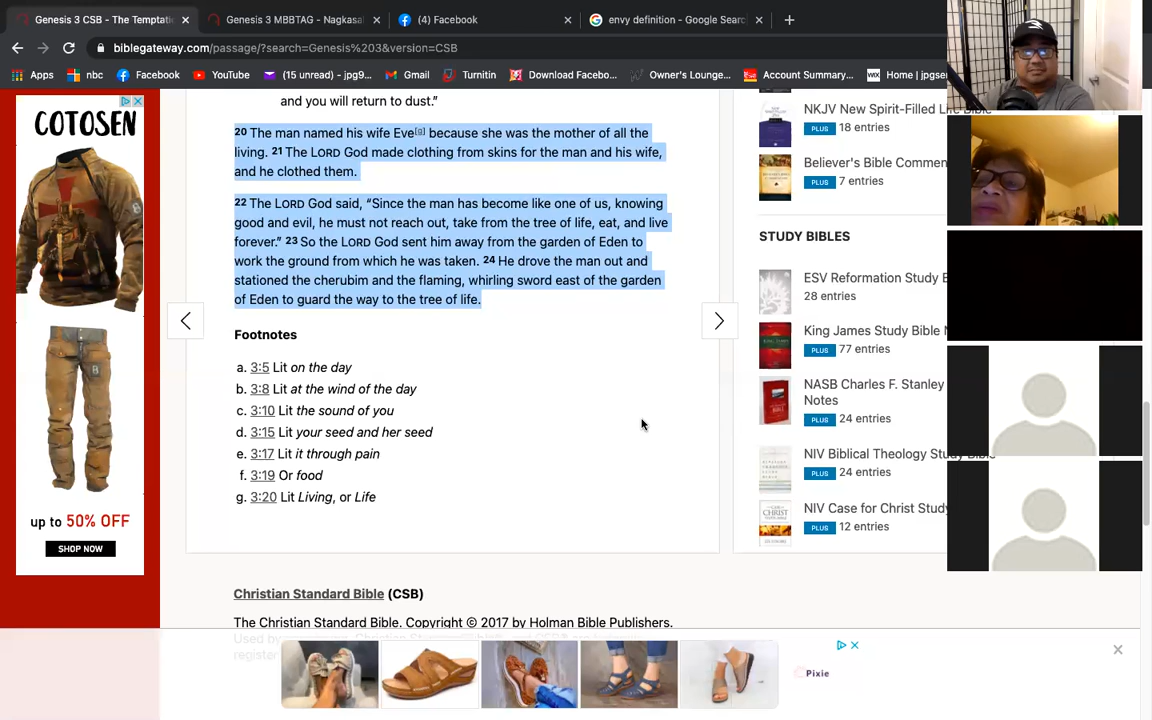 Genesis 3 CSB - The Temptati
Genesis 3 MBBTAG - Nagkasal
(4) Facebook
envy definition - Google Searc
biblegateway.com/passage/?search=Genesis%203&version=CSB
Apps
nbc
Facebook
YouTube
(15 unread) - jpg9...
Gmail
Turnitin
Download Facebo...
Owner's Lounge...
Account Summary...
Home | jpgser
COTOSEN
up to 50% OFF
SHOP NOW
and you will return to dust.”
20 The man named his wife Eve[g] because she was the mother of all the
living. 21 The LORD God made clothing from skins for the man and his wife,
and he clothed them.
22 The LORD God said, “Since the man has become like one of us, knowing
good and evil, he must not reach out, take from the tree of life, eat, and live
forever.” 23 So the LORD God sent him away from the garden of Eden to
work the ground from which he was taken. 24 He drove the man out and
stationed the cherubim and the flaming, whirling sword east of the garden
of Eden to guard the way to the tree of life.
Footnotes
a. 3:5 Lit on the day
b. 3:8 Lit at the wind of the day
c. 3:10 Lit the sound of you
d. 3:15 Lit your seed and her seed
e. 3:17 Lit it through pain
f. 3:19 Or food
g. 3:20 Lit Living, or Life
Christian Standard Bible (CSB)
The Christian Standard Bible. Copyright © 2017 by Holman Bible Publishers.
Used by
register
NKJV New Spirit-Filled Life Bible
PLUS 18 entries
Believer's Bible Commen
PLUS 7 entries
STUDY BIBLES
ESV Reformation Study B
28 entries
King James Study Bible N
PLUS 77 entries
NASB Charles F. Stanley
Notes
PLUS 24 entries
NIV Biblical Theology Study Bible
PLUS 24 entries
NIV Case for Christ Study
PLUS 12 entries
Pixie